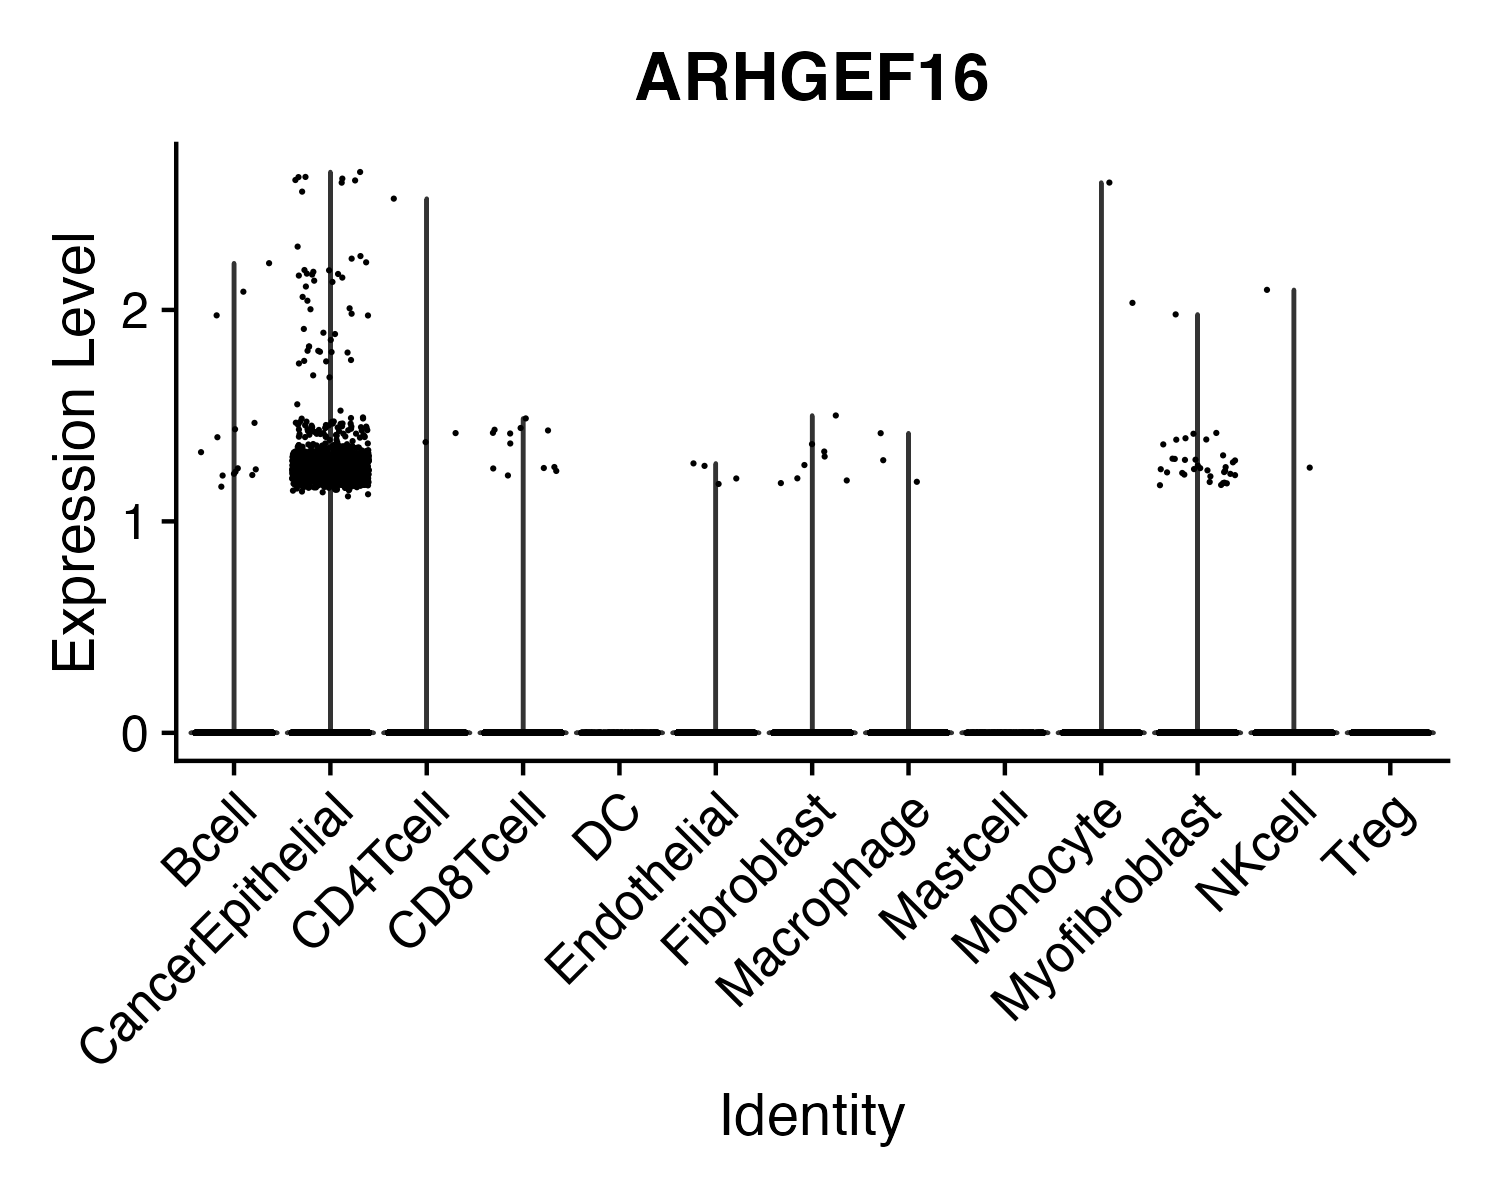 ARHGEF16
Expression Level
2
1
0
Bcell
CancerEpithelial
CD4Tcell
CD8Tcell
DC
Endothelial
Fibroblast
Macrophage
Mastcell
Monocyte
Myofibroblast
NKcell
Treg
Identity